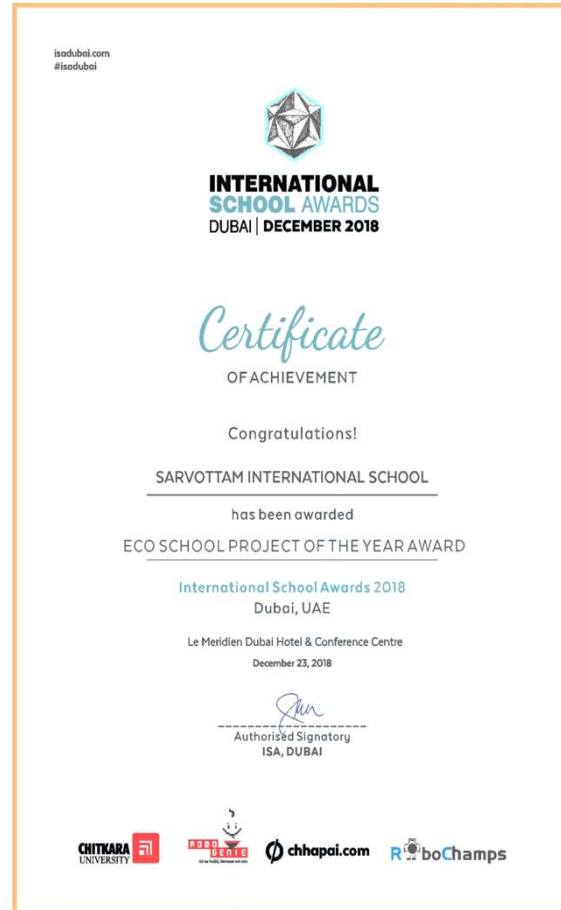 isadubai.com
#isadubai
INTERNATIONAL
SCHOOL AWARDS
DUBAI | DECEMBER 2018
Certificate
OF ACHIEVEMENT
Congratulations!
SARVOTTAM INTERNATIONAL SCHOOL
has been awarded
ECO SCHOOL PROJECT OF THE YEAR AWARD
International School Awards 2018
Dubai, UAE
Le Meridien Dubai Hotel & Conference Centre
December 23, 2018
Authorised Signatory
ISA, DUBAI
CHITKARA
UNIVERSITY
ROBO
GENIE
chhapai.com
RoboChamps